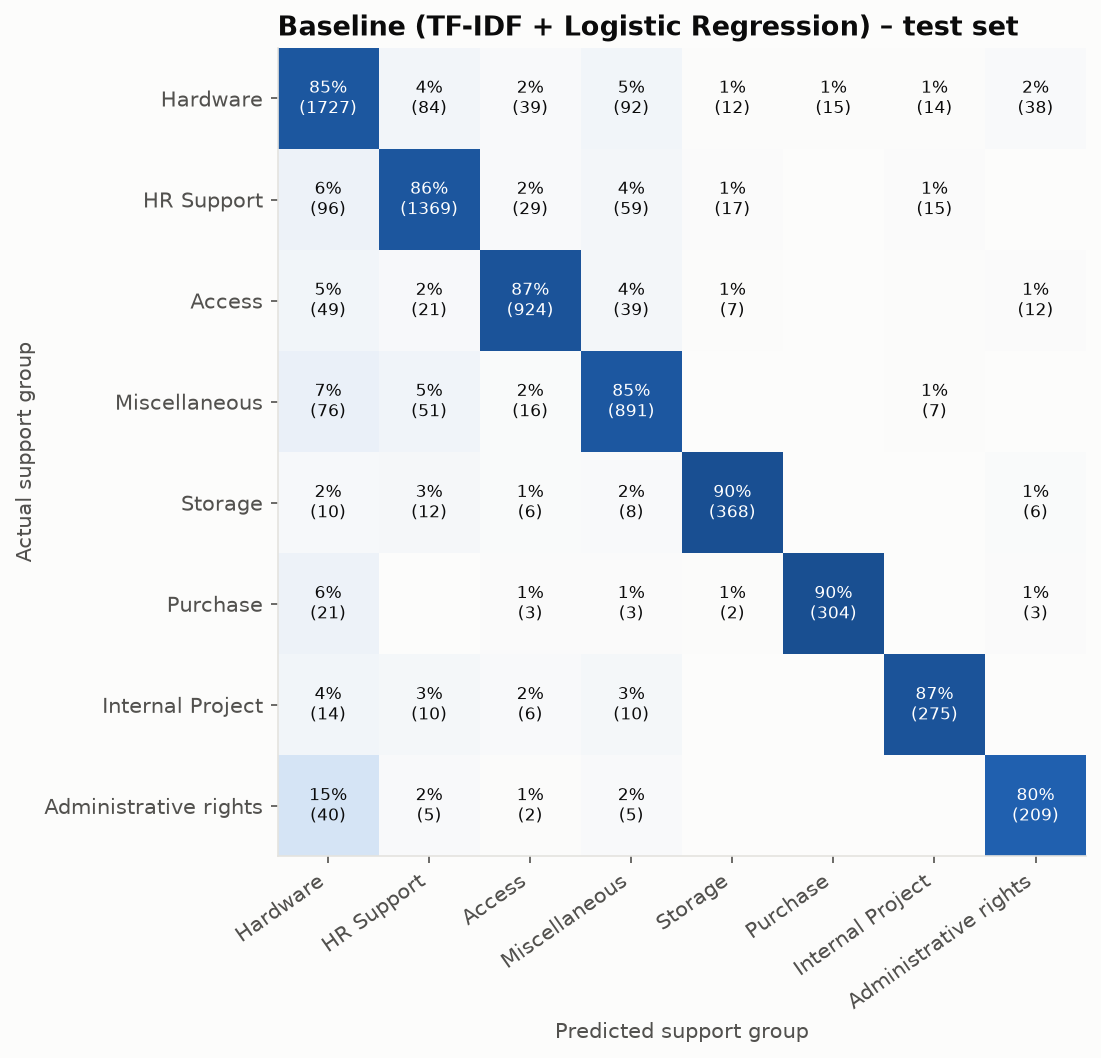 Baseline (TF-IDF + Logistic Regression) – test set
Actual support group
Hardware
85% 4% 2% 5% 1% 1% 1% 2%
(1727) (84) (39) (92) (12) (15) (14) (38)
HR Support
6% 86% 2% 4% 1% 1%
(96) (1369) (29) (59) (17) (15)
Access
5% 2% 87% 4% 1% 1%
(49) (21) (924) (39) (7) (12)
Miscellaneous
7% 5% 2% 85% 1%
(76) (51) (16) (891) (7)
Storage
2% 3% 1% 2% 90% 1%
(10) (12) (6) (8) (368) (6)
Purchase
6% 1% 1% 1% 90% 1%
(21) (3) (3) (2) (304) (3)
Internal Project
4% 3% 2% 3% 87%
(14) (10) (6) (10) (275)
Administrative rights
15% 2% 1% 2% 80%
(40) (5) (2) (5) (209)
Hardware
HR Support
Access
Miscellaneous
Storage
Purchase
Internal Project
Administrative rights
Predicted support group